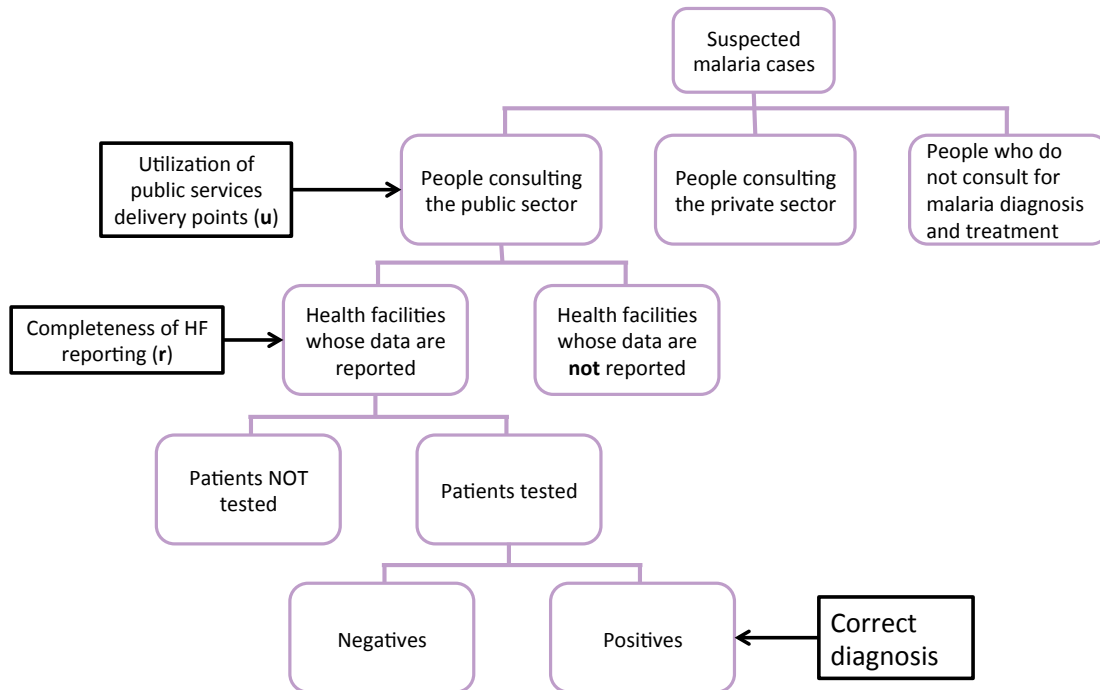 Suspected
malaria cases
Utilization of
public services
delivery points (u)
People consulting
the public sector
People consulting
the private sector
People who do
not consult for
malaria diagnosis
and treatment
Completeness of HF
reporting (r)
Health facilities
whose data are
reported
Health facilities
whose data are
not reported
Patients NOT
tested
Patients tested
Negatives
Positives
Correct
diagnosis